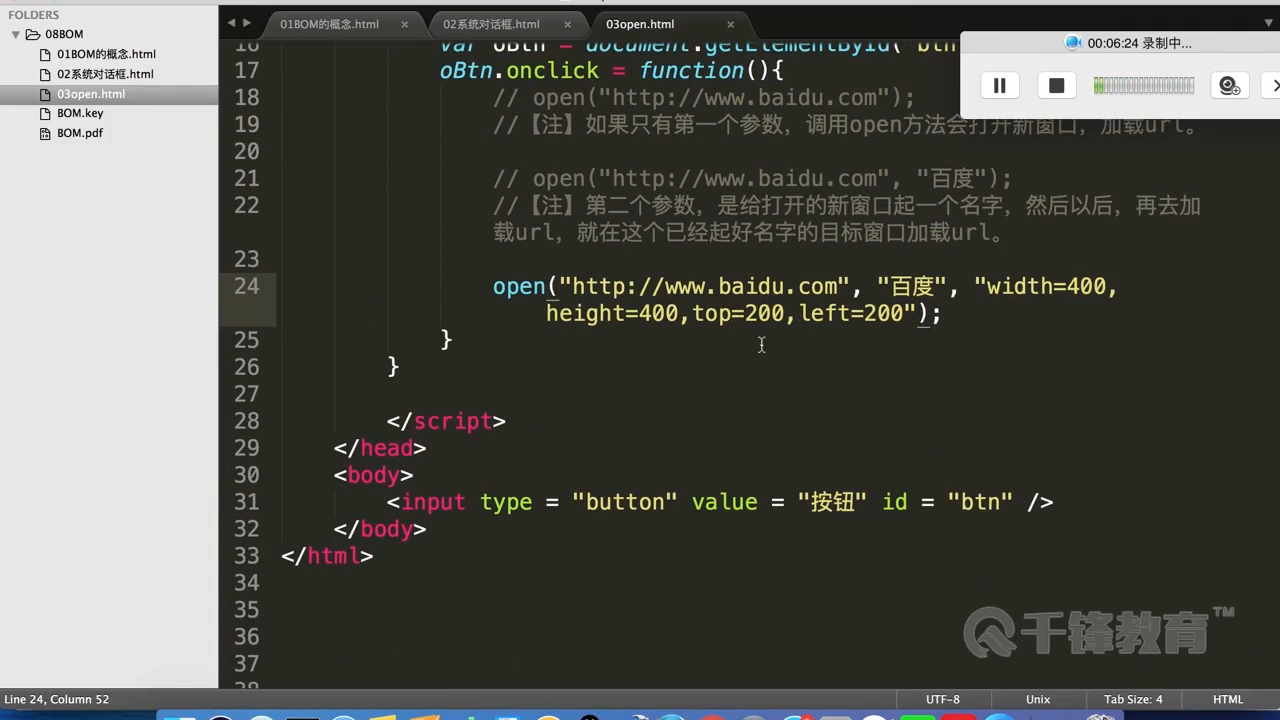 FOLDERS
08BOM
01BOM的概念.html
02系统对话框.html
03open.html
BOM.key
BOM.pdf
01BOM的概念.html ×
02系统对话框.html ×
03open.html ×
00:06:24 录制中...
16 var oBtn = document.getElementById("btn
17 oBtn.onclick = function(){
18 // open("http://www.baidu.com");
19 //【注】如果只有第一个参数，调用open方法会打开新窗口，加载url。
20
21 // open("http://www.baidu.com", "百度");
22 //【注】第二个参数，是给打开的新窗口起一个名字，然后以后，再去加
载url，就在这个已经起好名字的目标窗口加载url。
23
24 open("http://www.baidu.com", "百度", "width=400,
height=400,top=200,left=200");
25 }
26 }
27
28 </script>
29 </head>
30 <body>
31 <input type = "button" value = "按钮" id = "btn" />
32 </body>
33 </html>
34
35
36
37
千锋教育™
Line 24, Column 52
UTF-8
Unix
Tab Size: 4
HTML